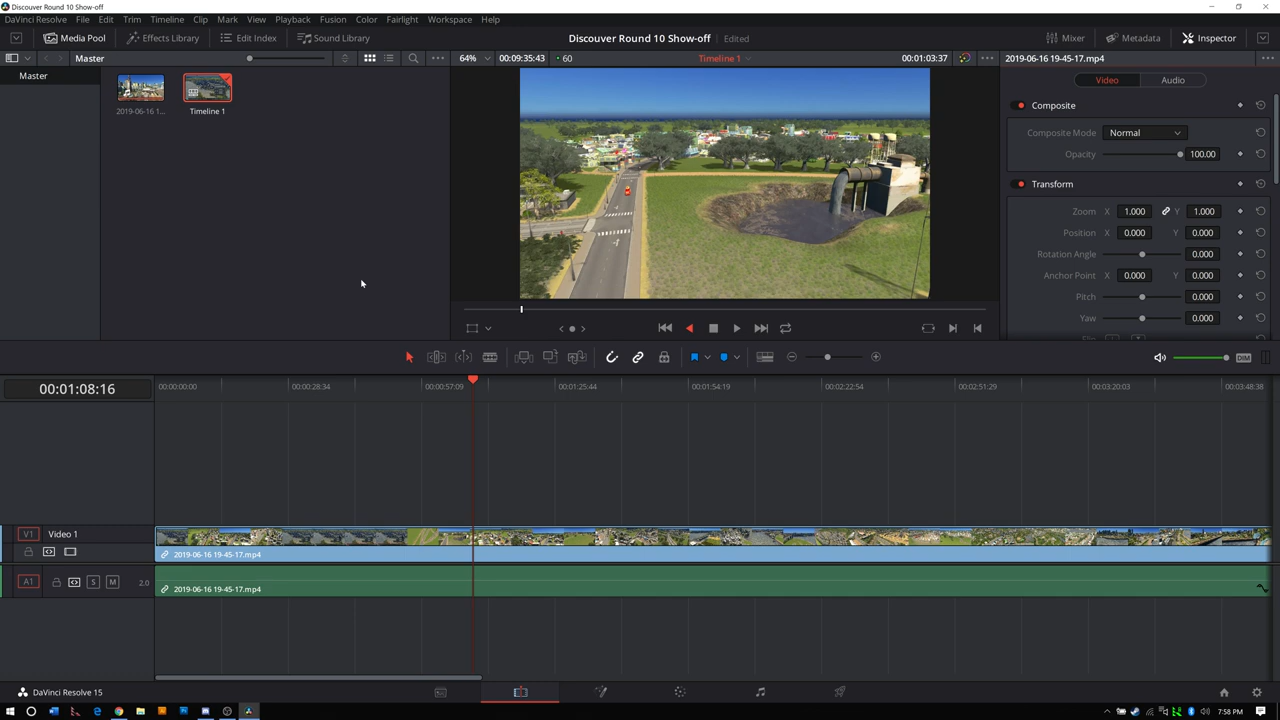 Discover Round 10 Show-off
DaVinci Resolve File Edit Trim Timeline Clip Mark View Playback Fusion Color Fairlight Workspace Help
Media Pool Effects Library Edit Index Sound Library Discover Round 10 Show-off Edited Mixer Metadata Inspector
Master 64% 00:09:35:43 60 Timeline 1 00:01:03:37 2019-06-16 19-45-17.mp4
Master
Video Audio
2019-06-16 1... Timeline 1
Composite
Composite Mode Normal
Opacity 100.00
Transform
Zoom X 1.000 Y 1.000
Position X 0.000 Y 0.000
Rotation Angle 0.000
Anchor Point X 0.000 Y 0.000
Pitch 0.000
Yaw 0.000
DIM
00:01:08:16 00:00:00:00 00:00:28:34 00:00:57:09 00:01:25:44 00:01:54:19 00:02:22:54 00:02:51:29 00:03:20:03 00:03:48:38
V1 Video 1
2019-06-16 19-45-17.mp4
A1 S M 2.0
2019-06-16 19-45-17.mp4
DaVinci Resolve 15
7:58 PM